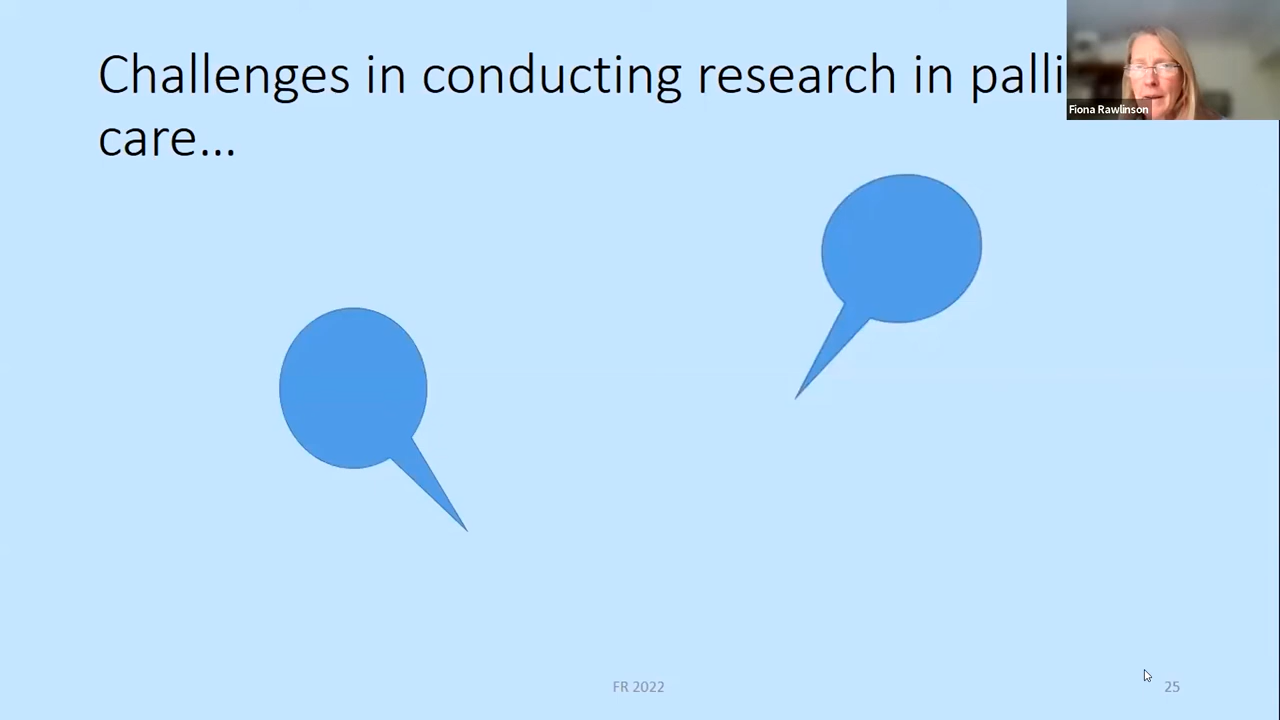 Challenges in conducting research in palli
care...
Fiona Rawlinson
FR 2022
25